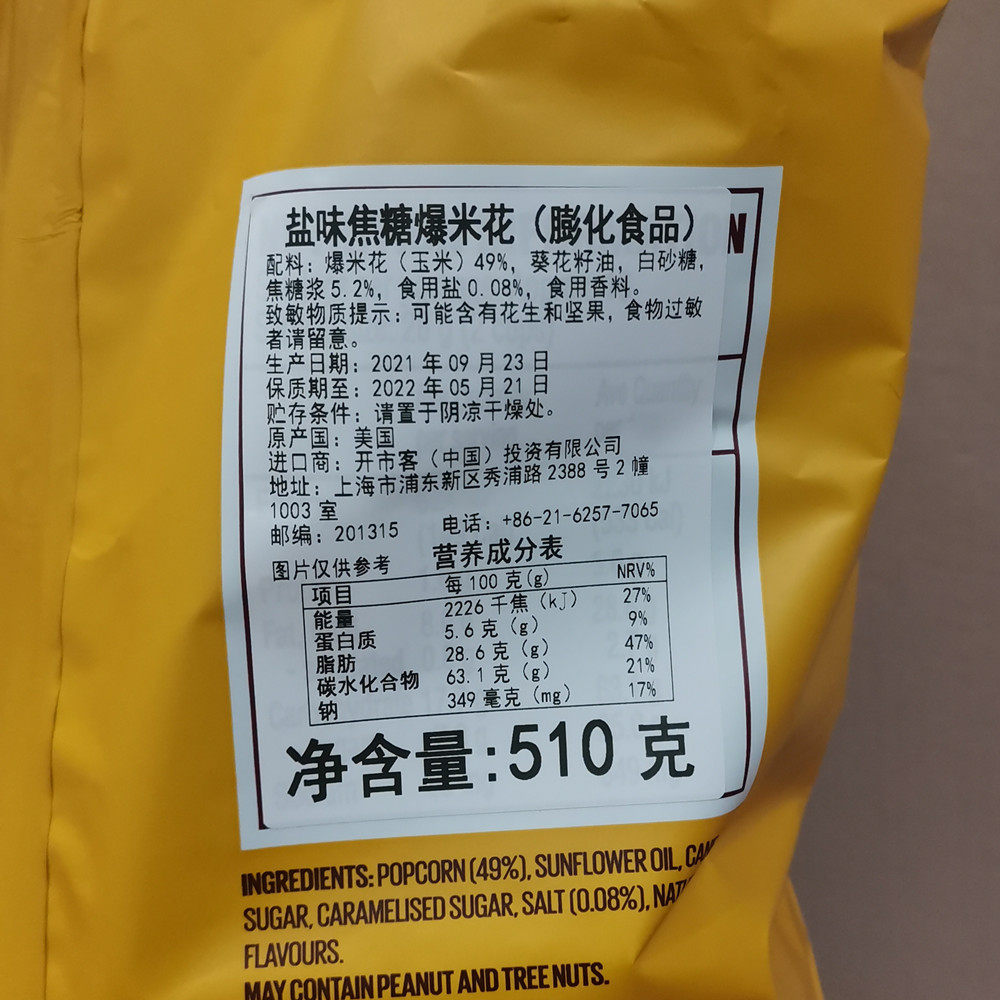 盐味焦糖爆米花（膨化食品）
配料：爆米花（玉米）49%，葵花籽油，白砂糖，
焦糖浆5.2%，食用盐0.08%，食用香料。
致敏物质提示：可能含有花生和坚果，食物过敏
者请留意。
生产日期：2021年09月23日
保质期至：2022年05月21日
贮存条件：请置于阴凉干燥处。
原产国：美国
进口商：开市客（中国）投资有限公司
地址：上海市浦东新区秀浦路2388号2幢
1003室
邮编：201315 电话：+86-21-6257-7065
图片仅供参考 营养成分表
项目 每100克(g) NRV%
能量 2226千焦（kJ） 27%
蛋白质 5.6克（g） 9%
脂肪 28.6克（g） 47%
碳水化合物 63.1克（g） 21%
钠 349毫克（mg） 17%
净含量:510克
INGREDIENTS: POPCORN (49%), SUNFLOWER OIL,
SUGAR, CARAMELISED SUGAR, SALT (0.08%),
FLAVOURS.
MAY CONTAIN PEANUT AND TREE NUTS.